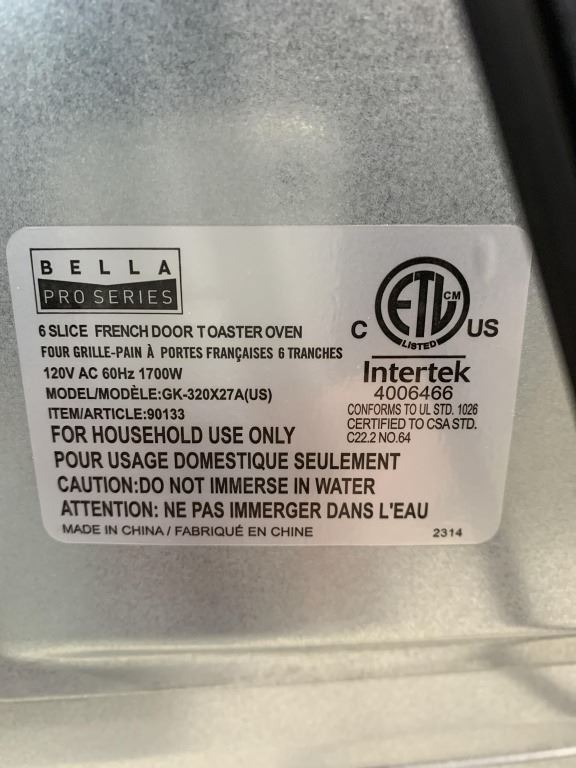 BELLA
PRO SERIES
6 SLICE FRENCH DOOR TOASTER OVEN
FOUR GRILLE-PAIN À PORTES FRANÇAISES 6 TRANCHES
120V AC 60Hz 1700W
MODEL/MODÈLE:GK-320X27A(US)
ITEM/ARTICLE:90133
FOR HOUSEHOLD USE ONLY
POUR USAGE DOMESTIQUE SEULEMENT
CAUTION:DO NOT IMMERSE IN WATER
ATTENTION: NE PAS IMMERGER DANS L'EAU
MADE IN CHINA / FABRIQUÉ EN CHINE
C ETL CM US
LISTED
Intertek
4006466
CONFORMS TO UL STD. 1026
CERTIFIED TO CSA STD.
C22.2 NO.64
2314